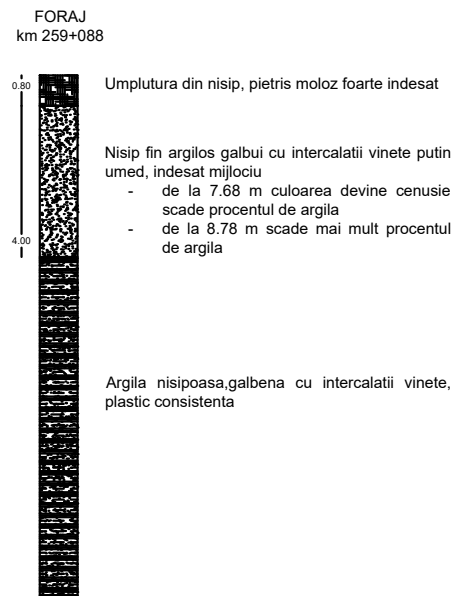 FORAJ
km 259+088
0.80
Umplutura din nisip, pietris moloz foarte indesat
Nisip fin argilos galbui cu intercalatii vinete putin
umed, indesat mijlociu
- de la 7.68 m culoarea devine cenusie
scade procentul de argila
- de la 8.78 m scade mai mult procentul
de argila
4.00
Argila nisipoasa,galbena cu intercalatii vinete,
plastic consistenta